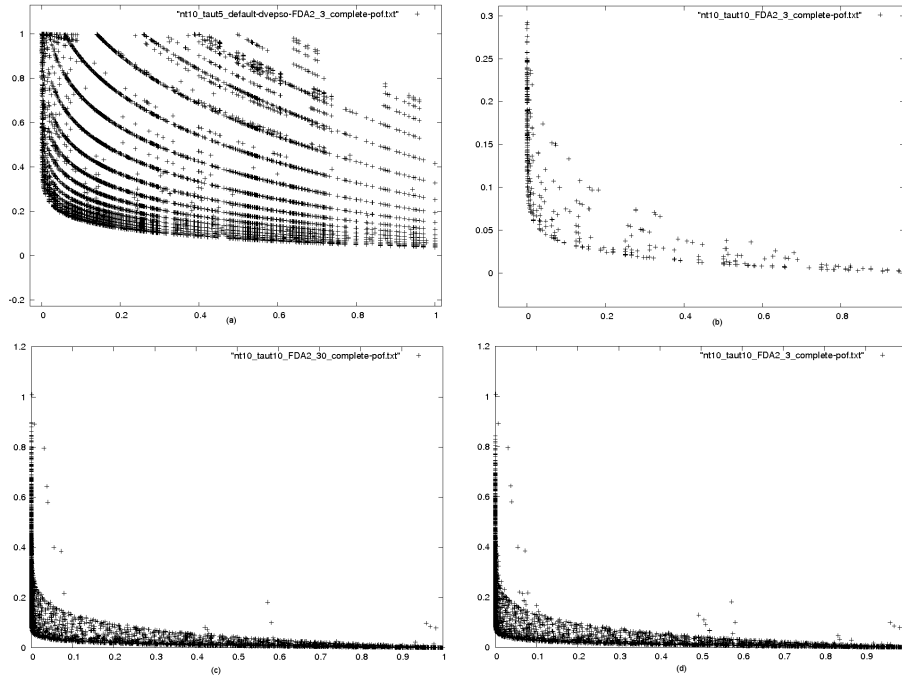 "nt10_taut5_default-dvepso-FDA2_3_complete-pof.txt"
1
0.8
0.6
0.4
0.2
0
-0.2
0 0.2 0.4 0.6 0.8 1
(a)
"nt10_taut10_FDA2_3_complete-pof.txt"
0.3
0.25
0.2
0.15
0.1
0.05
0
0 0.2 0.4 0.6 0.8
(b)
"nt10_taut10_FDA2_30_complete-pof.txt"
1.2
1
0.8
0.6
0.4
0.2
0
0 0.1 0.2 0.3 0.4 0.5 0.6 0.7 0.8 0.9 1
(c)
"nt10_taut10_FDA2_3_complete-pof.txt"
1.2
1
0.8
0.6
0.4
0.2
0
0 0.1 0.2 0.3 0.4 0.5 0.6 0.7 0.8 0.9 1
(d)